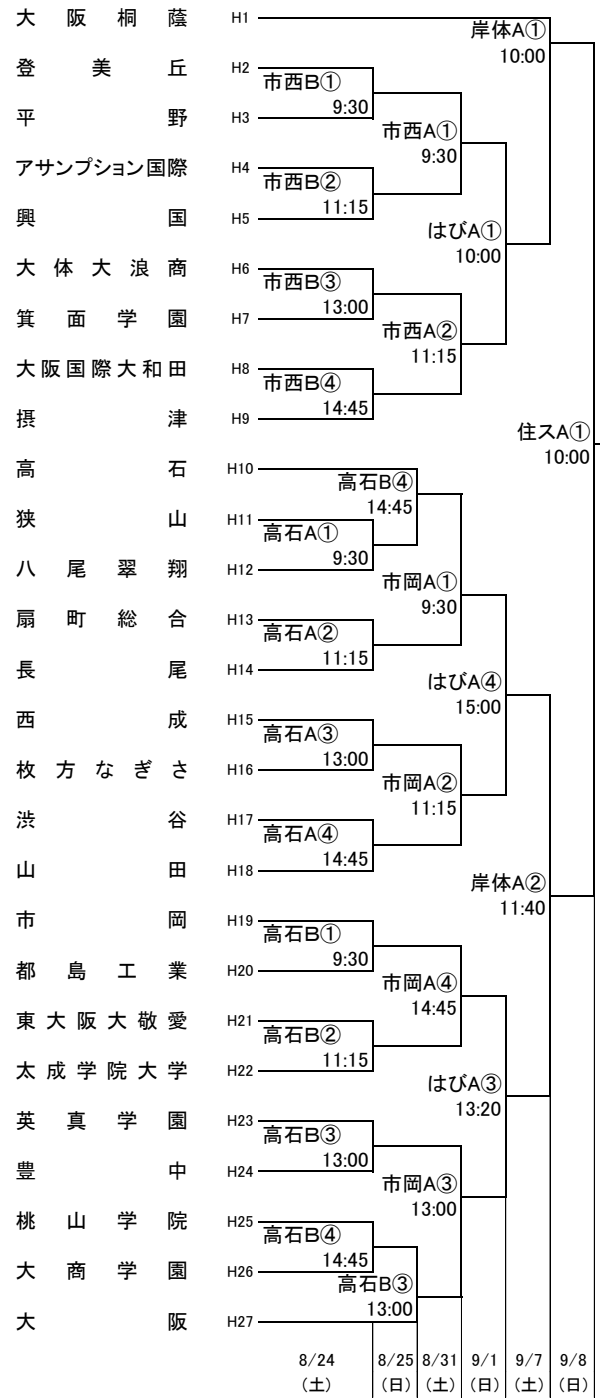 大阪桐蔭 H1
岸体A①
10:00
登美丘 H2
市西B①
9:30
平野 H3
市西A①
9:30
アサンプション国際 H4
市西B②
11:15
興国 H5
はびA①
10:00
大体大浪商 H6
市西B③
13:00
箕面学園 H7
市西A②
11:15
大阪国際大和田 H8
市西B④
14:45
摂津 H9
住スA①
10:00
高石 H10
高石B④
14:45
狭山 H11
高石A①
9:30
八尾翠翔 H12
市岡A①
9:30
扇町総合 H13
高石A②
11:15
長尾 H14
はびA④
15:00
西成 H15
高石A③
13:00
枚方なぎさ H16
市岡A②
11:15
渋谷 H17
高石A④
14:45
山田 H18
岸体A②
11:40
市岡 H19
高石B①
9:30
都島工業 H20
市岡A④
14:45
東大阪大敬愛 H21
高石B②
11:15
太成学院大学 H22
はびA③
13:20
英真学園 H23
高石B③
13:00
豊中 H24
市岡A③
13:00
桃山学院 H25
高石B④
14:45
大商学園 H26
高石B③
13:00
大阪 H27
8/24 8/25 8/31 9/1 9/7 9/8
（土） （日） （土） （日） （土） （日）